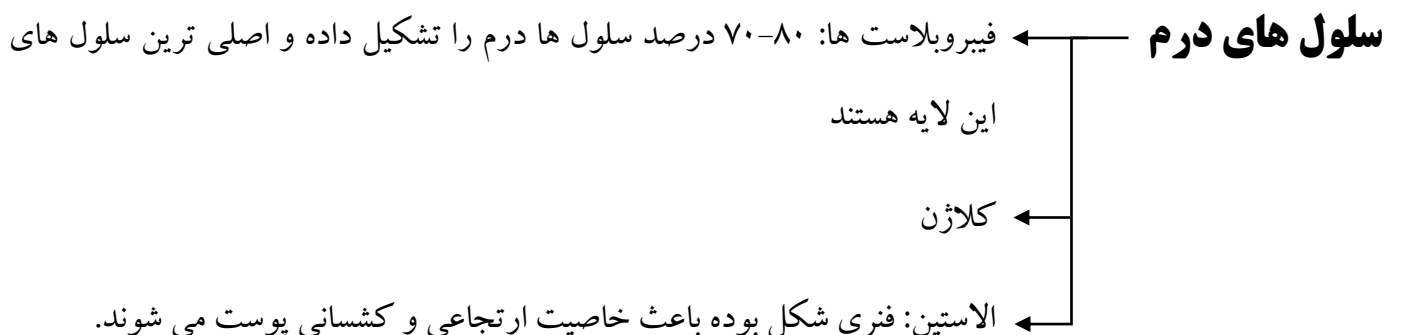 سلول های درم
فیبروبلاست ها: ۸۰-۷۰ درصد سلول ها درم را تشکیل داده و اصلی ترین سلول های
این لایه هستند
کلاژن
الاستین: فنری شکل بوده باعث خاصیت ارتجاعی و کشسانی پوست می شوند.